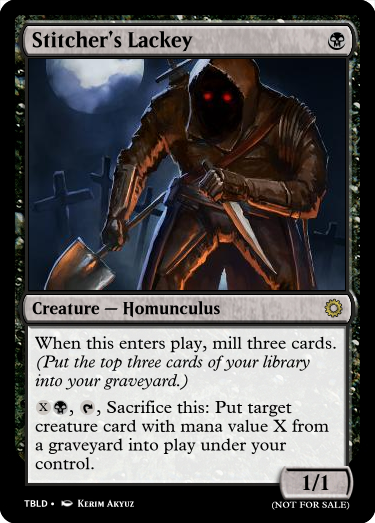 Stitcher's Lackey
Creature — Homunculus
When this enters play, mill three cards.
(Put the top three cards of your library
into your graveyard.)
X, , Sacrifice this: Put target
creature card with mana value X from
a graveyard into play under your
control.
1/1
TBLD • Kerim Akyuz
(NOT FOR SALE)